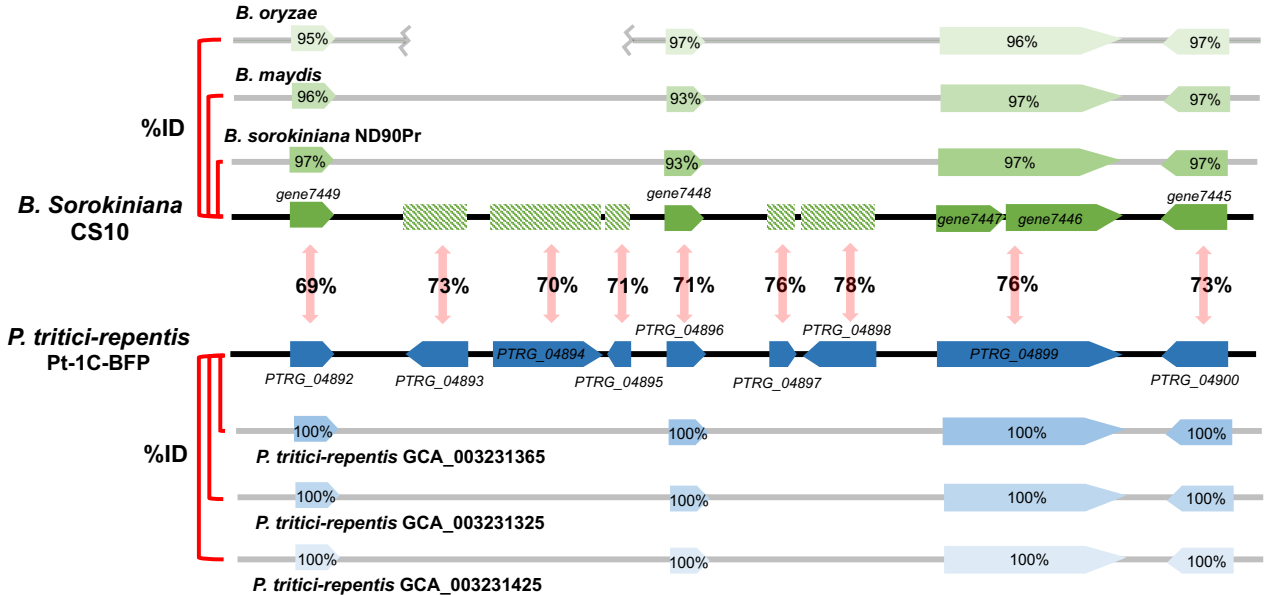 B. oryzae
95% 97% 96% 97%
B. maydis
96% 93% 97% 97%
%ID
B. sorokiniana ND90Pr
97% 93% 97% 97%
gene7449 gene7448 gene7445
B. Sorokiniana
CS10
gene7447 gene7446
69% 73% 70% 71% 71% 76% 78% 76% 73%
PTRG_04896 PTRG_04898
P. tritici-repentis
Pt-1C-BFP
PTRG_04894 PTRG_04899
PTRG_04892 PTRG_04893 PTRG_04895 PTRG_04897 PTRG_04900
100% 100% 100% 100%
%ID
P. tritici-repentis GCA_003231365
100% 100% 100% 100%
P. tritici-repentis GCA_003231325
100% 100% 100% 100%
P. tritici-repentis GCA_003231425